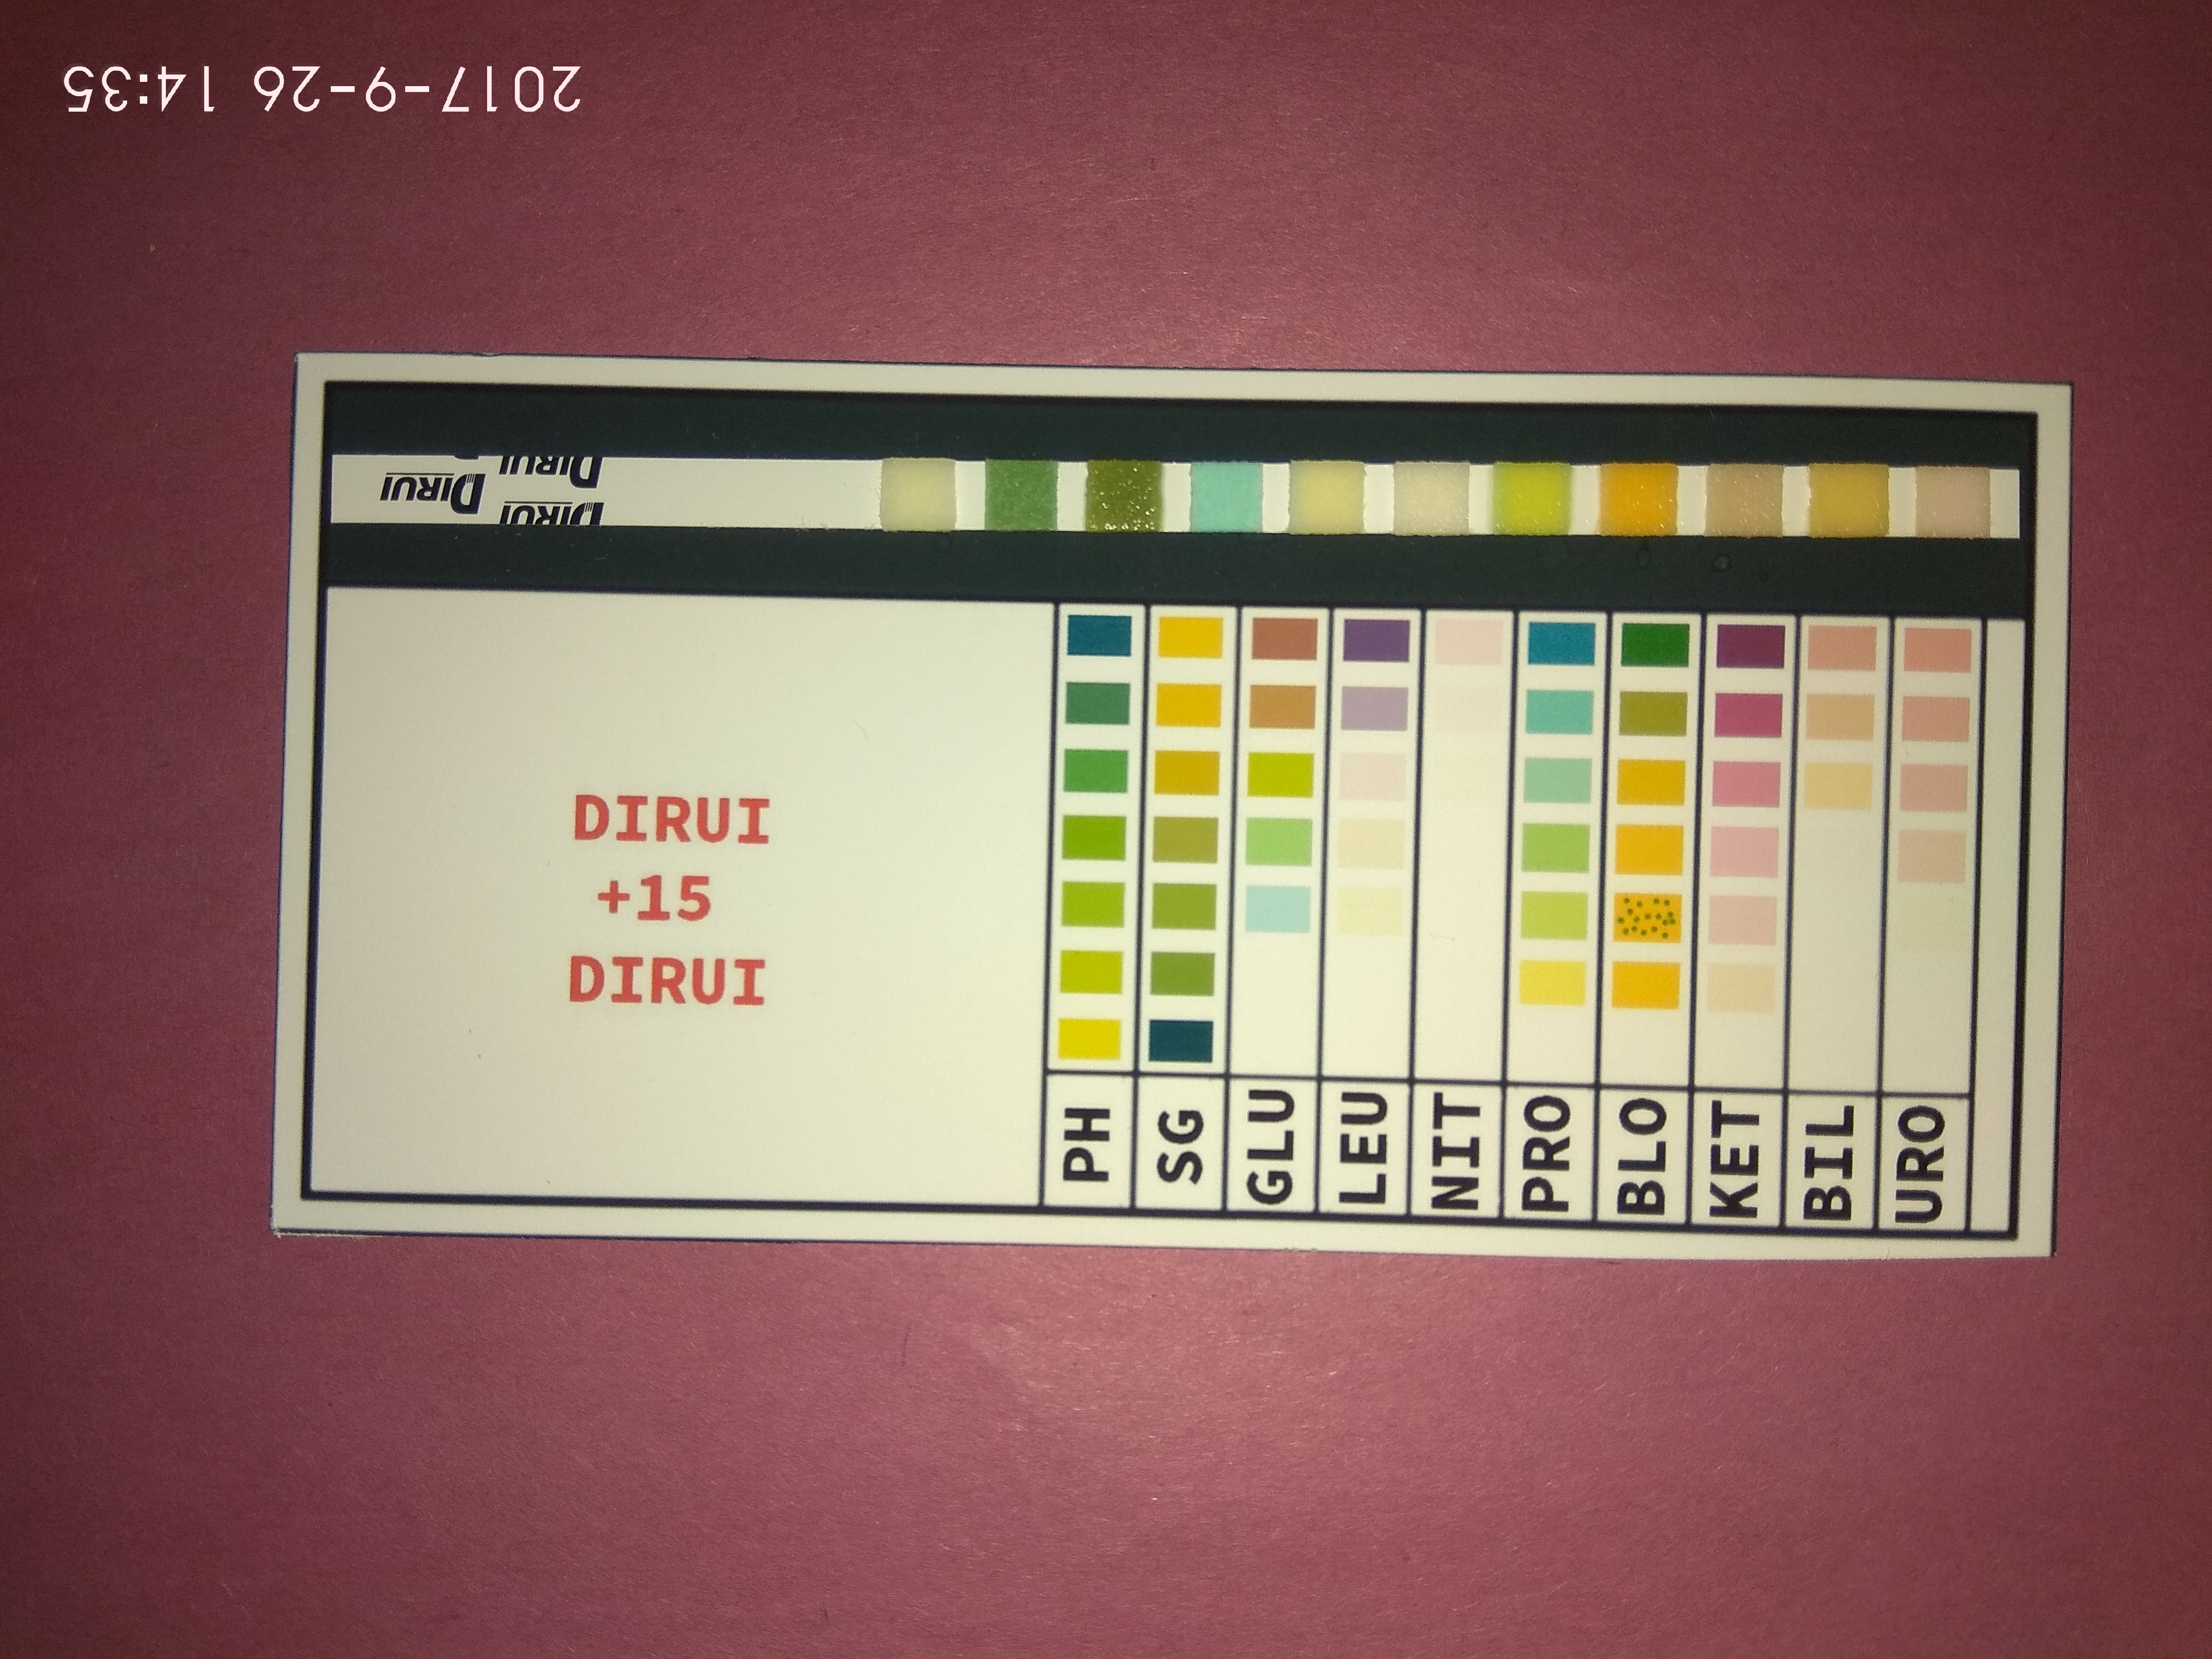 2017-9-26 14:35
DIRUI
DIRUI
DIRUI
DIRUI
+15
DIRUI
PH
SG
GLU
LEU
NIT
PRO
BLO
KET
BIL
URO